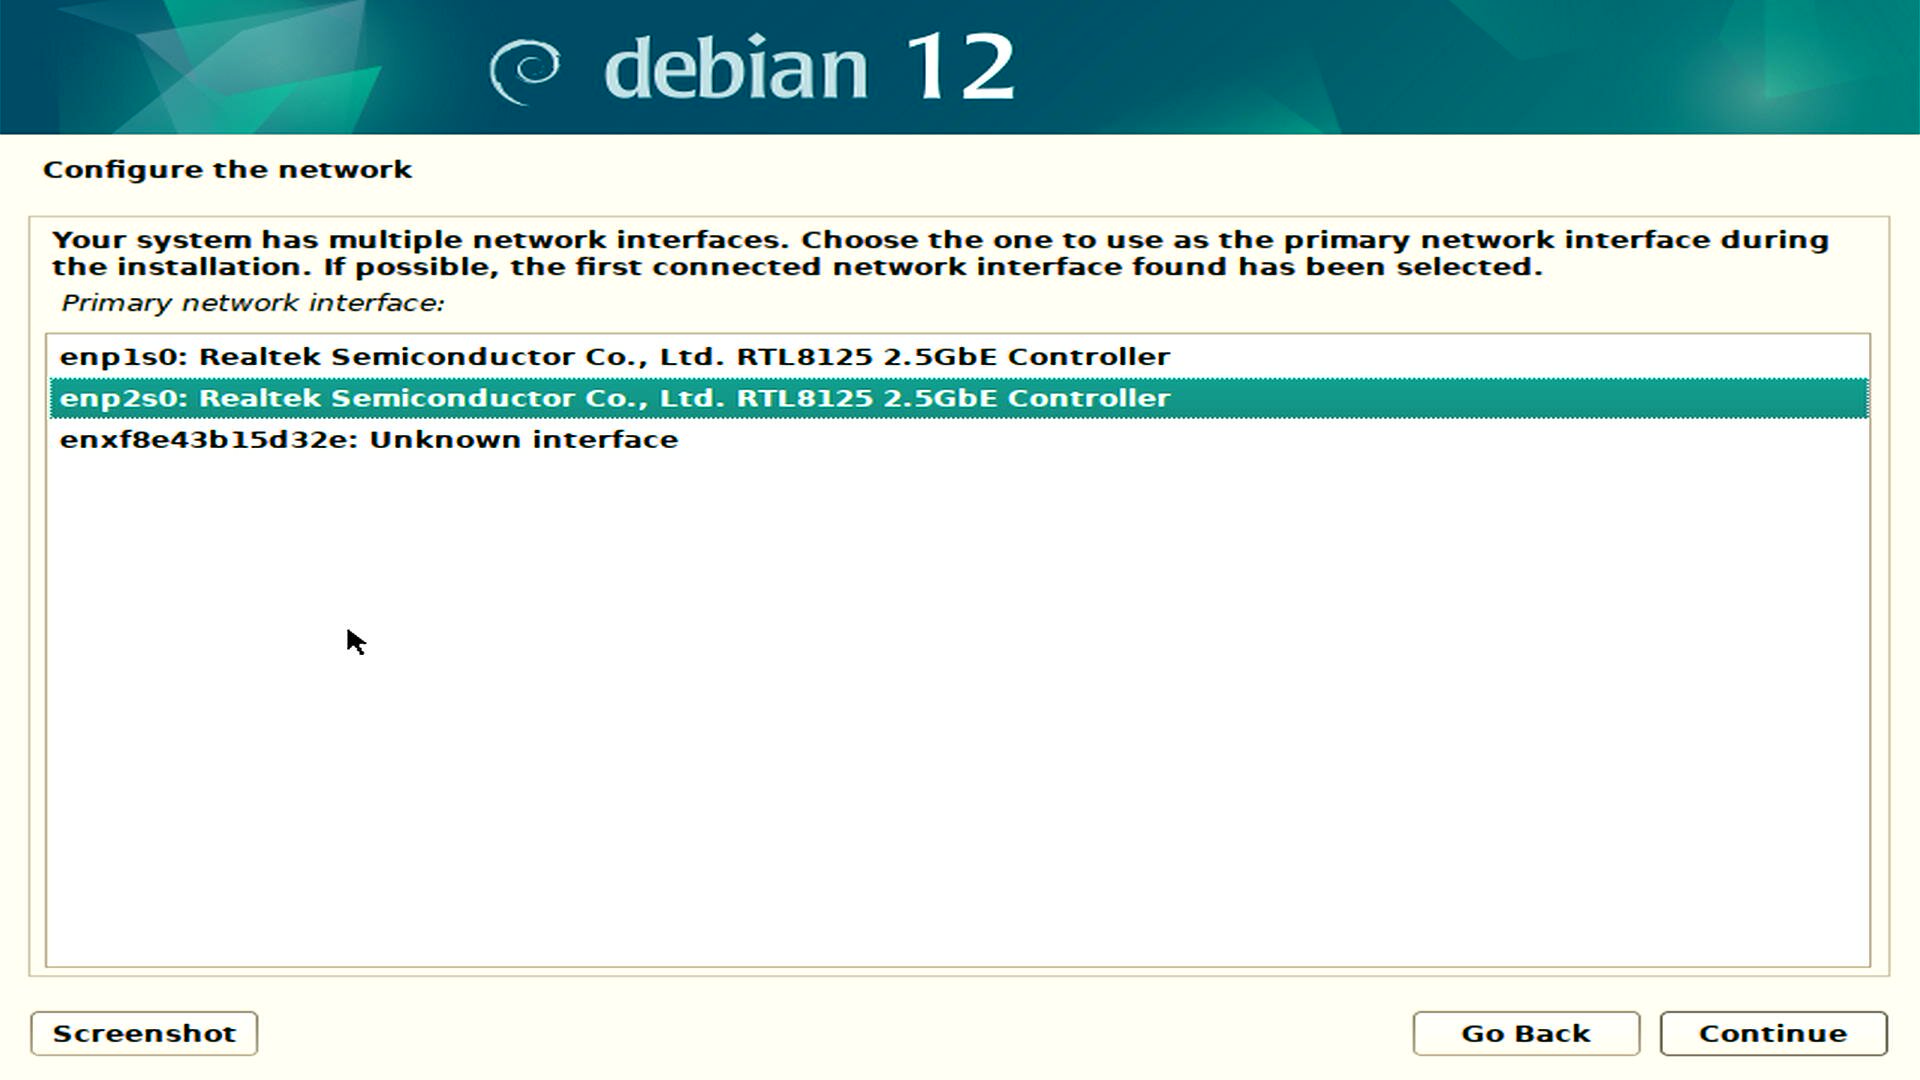 debian 12
Configure the network
Your system has multiple network interfaces. Choose the one to use as the primary network interface during
the installation. If possible, the first connected network interface found has been selected.
Primary network interface:
enp1s0: Realtek Semiconductor Co., Ltd. RTL8125 2.5GbE Controller
enp2s0: Realtek Semiconductor Co., Ltd. RTL8125 2.5GbE Controller
enxf8e43b15d32e: Unknown interface
Screenshot
Go Back
Continue